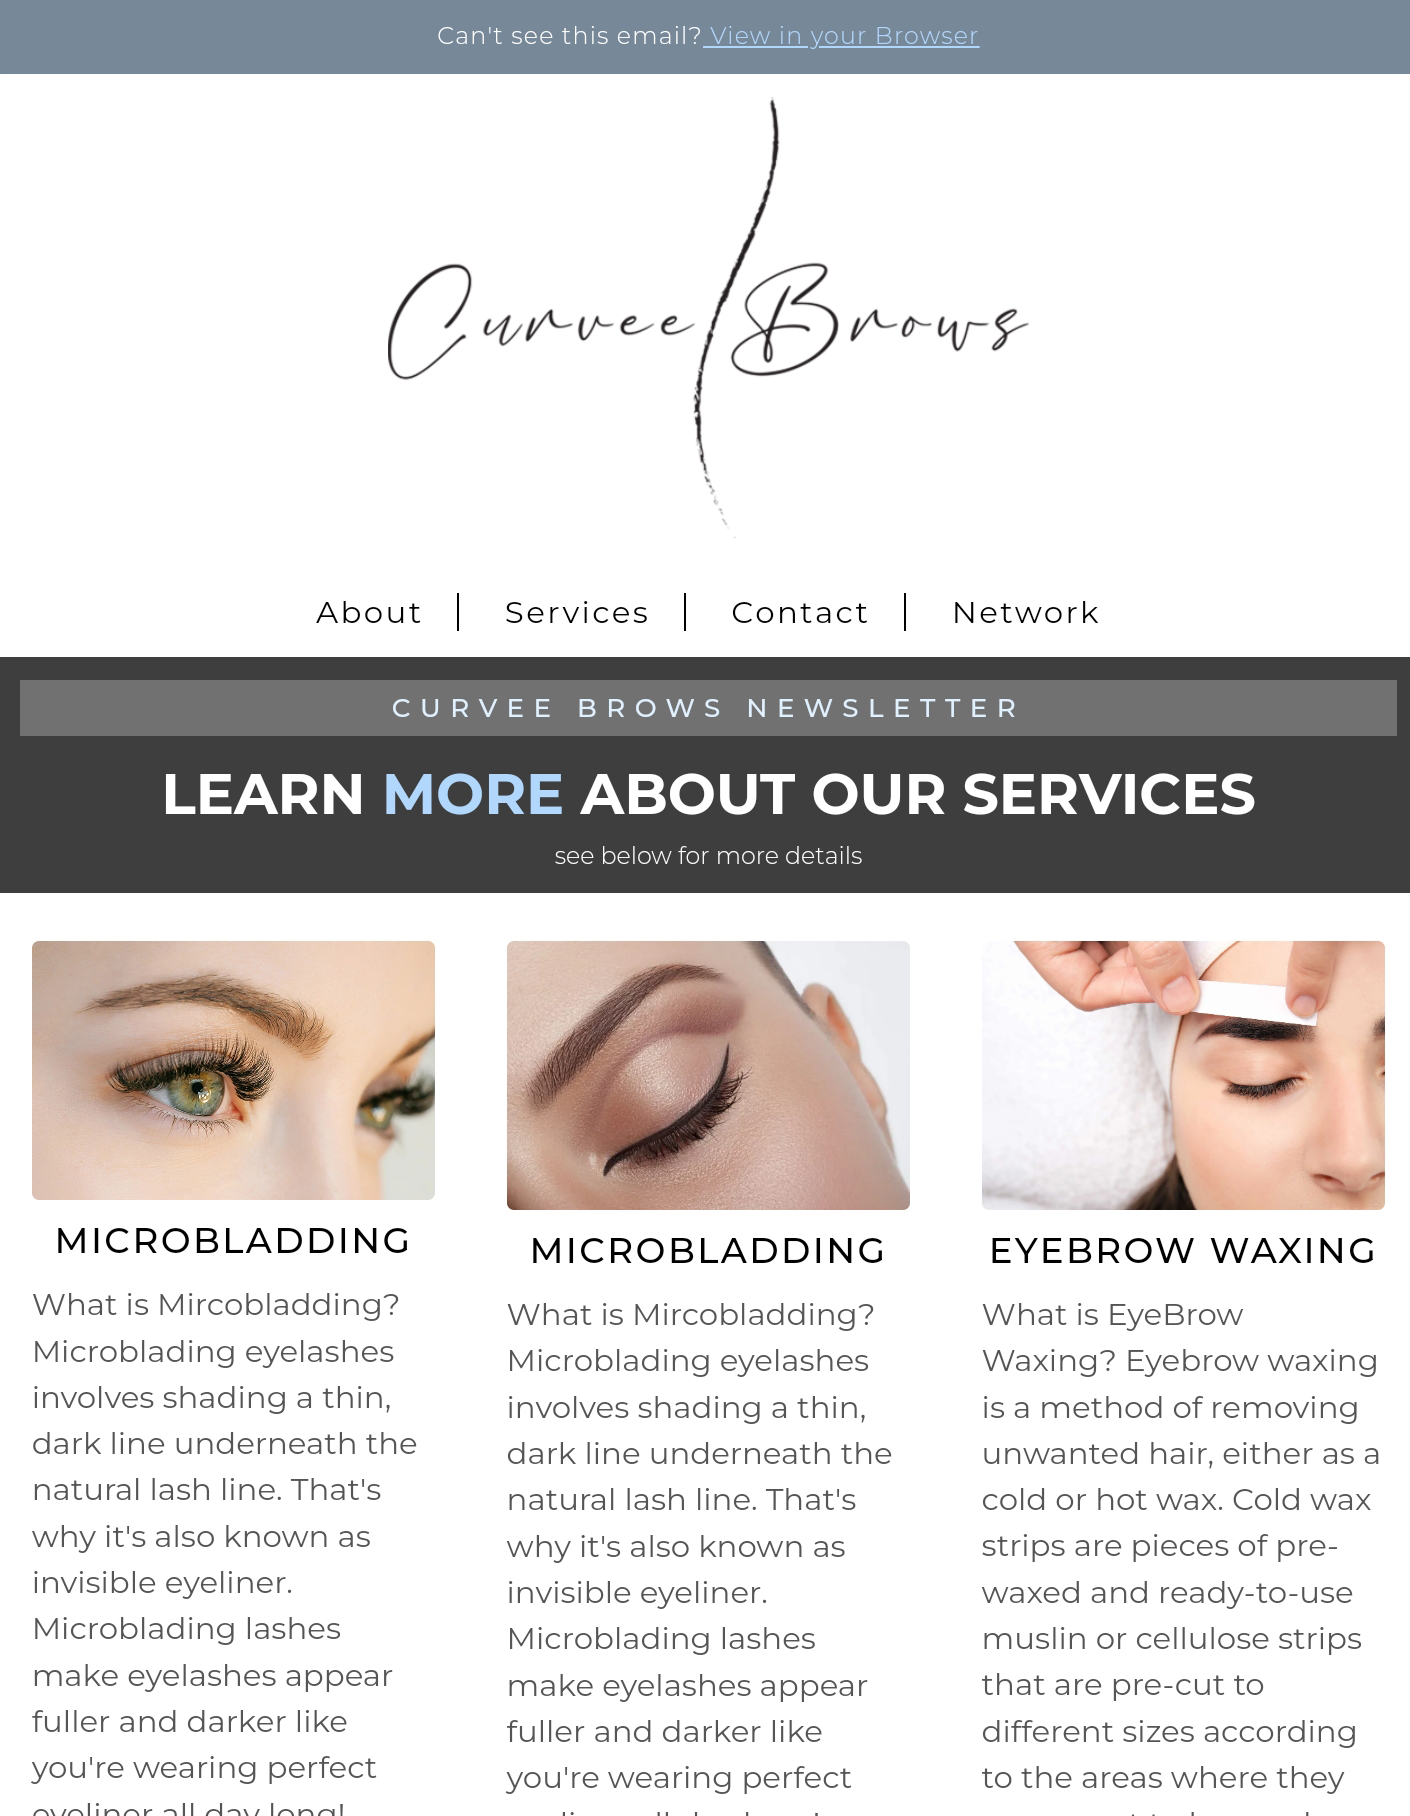 Can't see this email? View in your Browser
Curvee Brows
About
Services
Contact
Network
CURVEE BROWS NEWSLETTER
LEARN MORE ABOUT OUR SERVICES
see below for more details
MICROBLADDING
What is Mircobladding?
Microblading eyelashes
involves shading a thin,
dark line underneath the
natural lash line. That's
why it's also known as
invisible eyeliner.
Microblading lashes
make eyelashes appear
fuller and darker like
you're wearing perfect
eyeliner all day long!
MICROBLADDING
What is Mircobladding?
Microblading eyelashes
involves shading a thin,
dark line underneath the
natural lash line. That's
why it's also known as
invisible eyeliner.
Microblading lashes
make eyelashes appear
fuller and darker like
you're wearing perfect
EYEBROW WAXING
What is EyeBrow
Waxing? Eyebrow waxing
is a method of removing
unwanted hair, either as a
cold or hot wax. Cold wax
strips are pieces of pre-
waxed and ready-to-use
muslin or cellulose strips
that are pre-cut to
different sizes according
to the areas where they